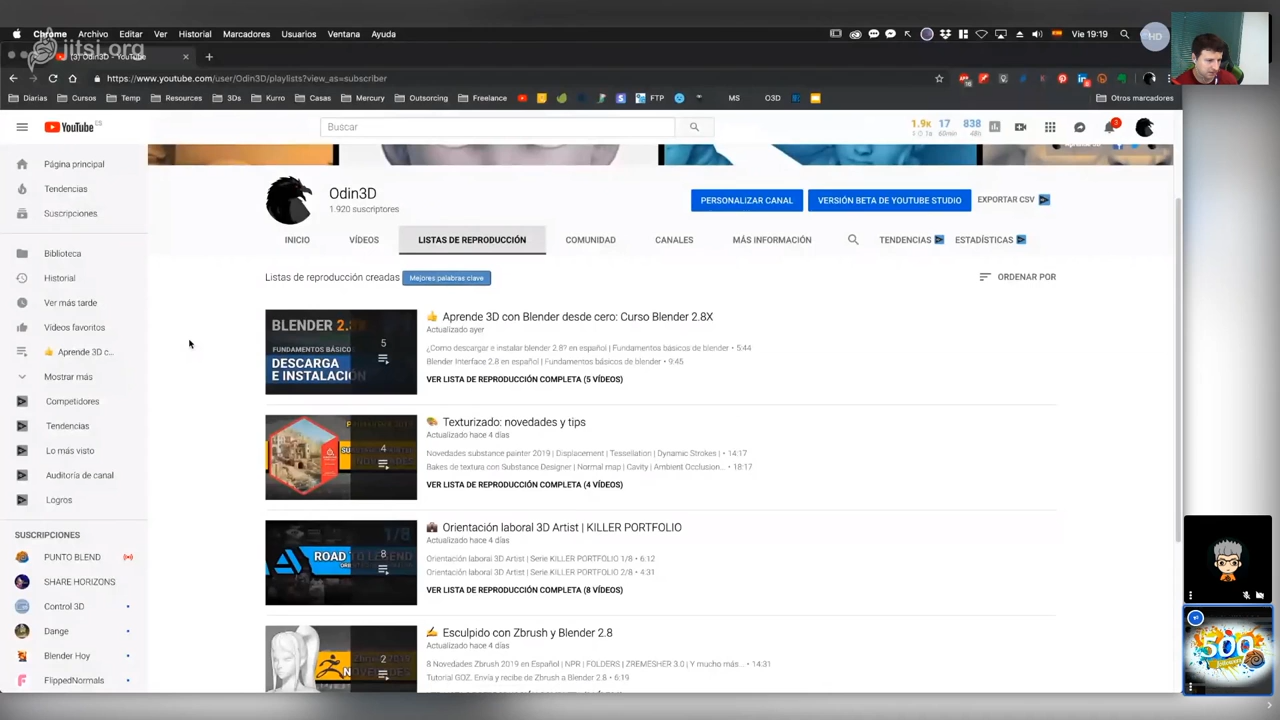 Chrome Archivo Editar Ver Historial Marcadores Usuarios Ventana Ayuda
Vie 19:19
HD
jitsi.org
(3) Odin3D - YouTube
https://www.youtube.com/user/Odin3D/playlists?view_as=subscriber
Diarias Cursos Temp Resources 3Ds Kurro Casas Mercury Outsorcing Freelance FTP MS O3D Otros marcadores
YouTube ES
Buscar
1.9k 17 838
60min 48h
3
Página principal
Tendencias
Suscripciones
Biblioteca
Historial
Ver más tarde
Vídeos favoritos
Aprende 3D c...
Mostrar más
Competidores
Tendencias
Lo más visto
Auditoría de canal
Logros
SUSCRIPCIONES
PUNTO BLEND
SHARE HORIZONS
Control 3D
Dange
Blender Hoy
FlippedNormals
Odin3D
1.920 suscriptores
PERSONALIZAR CANAL
VERSIÓN BETA DE YOUTUBE STUDIO
EXPORTAR CSV
INICIO VÍDEOS LISTAS DE REPRODUCCIÓN COMUNIDAD CANALES MÁS INFORMACIÓN TENDENCIAS ESTADÍSTICAS
Listas de reproducción creadas
Mejores palabras clave
ORDENAR POR
BLENDER 2.8
FUNDAMENTOS BÁSICOS
DESCARGA
E INSTALACIÓN
5
👍 Aprende 3D con Blender desde cero: Curso Blender 2.8X
Actualizado ayer
¿Como descargar e instalar blender 2.8? en español | Fundamentos básicos de blender • 5:44
Blender Interface 2.8 en español | Fundamentos básicos de blender • 9:45
VER LISTA DE REPRODUCCIÓN COMPLETA (5 VÍDEOS)
4
🎨 Texturizado: novedades y tips
Actualizado hace 4 días
Novedades substance painter 2019 | Displacement | Tessellation | Dynamic Strokes | • 14:17
Bakes de textura con Substance Designer | Normal map | Cavity | Ambient Occlusion... • 18:17
VER LISTA DE REPRODUCCIÓN COMPLETA (4 VÍDEOS)
1/8
ROAD TO LEGEND
8
Orientación laboral 3D Artist | KILLER PORTFOLIO
Actualizado hace 4 días
Orientación laboral 3D Artist | Serie KILLER PORTFOLIO 1/8 • 6:12
Orientación laboral 3D Artist | Serie KILLER PORTFOLIO 2/8 • 4:31
VER LISTA DE REPRODUCCIÓN COMPLETA (8 VÍDEOS)
2
✍ Esculpido con Zbrush y Blender 2.8
Actualizado hace 4 días
8 Novedades Zbrush 2019 en Español | NPR | FOLDERS | ZREMESHER 3.0 | Y mucho más... • 14:31
Tutorial GOZ. Envía y recibe de Zbrush a Blender 2.8 • 6:19
500
followers